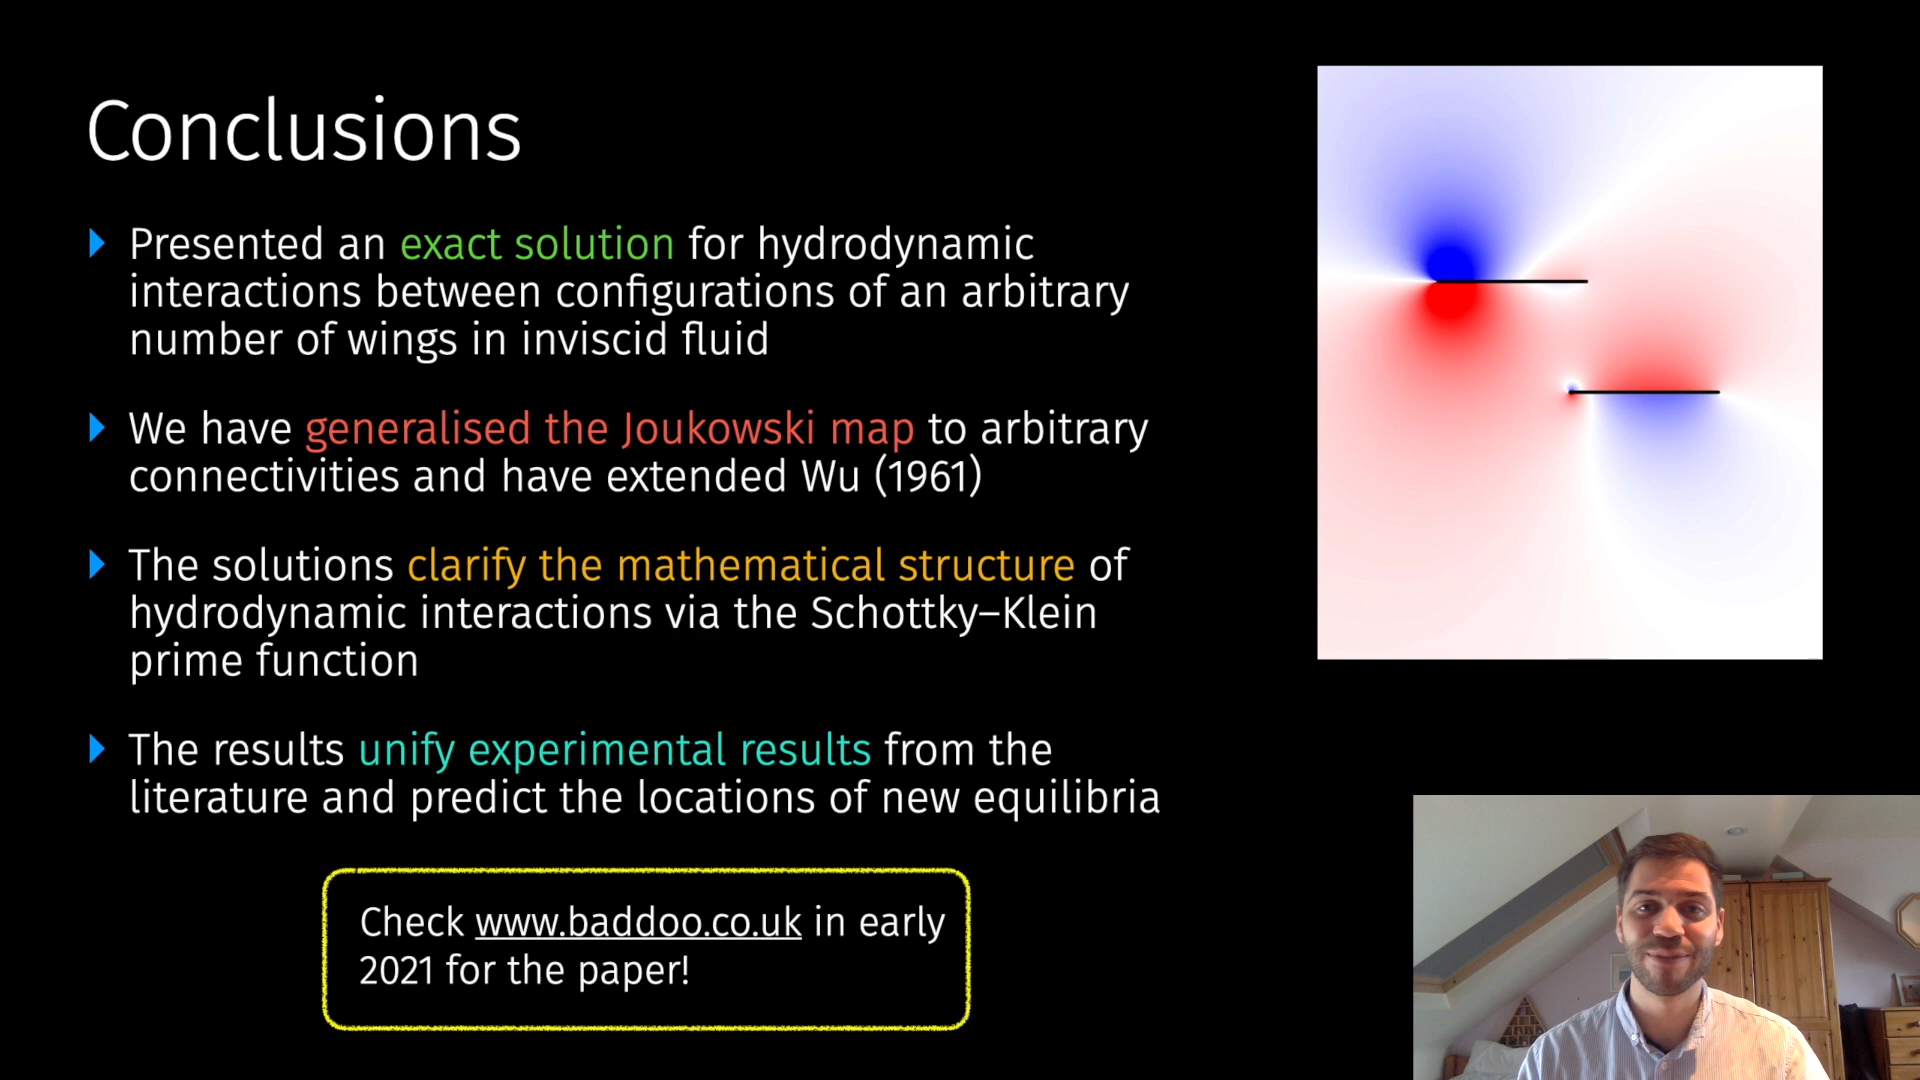 Conclusions
Presented an exact solution for hydrodynamic
interactions between configurations of an arbitrary
number of wings in inviscid fluid
We have generalised the Joukowski map to arbitrary
connectivities and have extended Wu (1961)
The solutions clarify the mathematical structure of
hydrodynamic interactions via the Schottky–Klein
prime function
The results unify experimental results from the
literature and predict the locations of new equilibria
Check www.baddoo.co.uk in early
2021 for the paper!